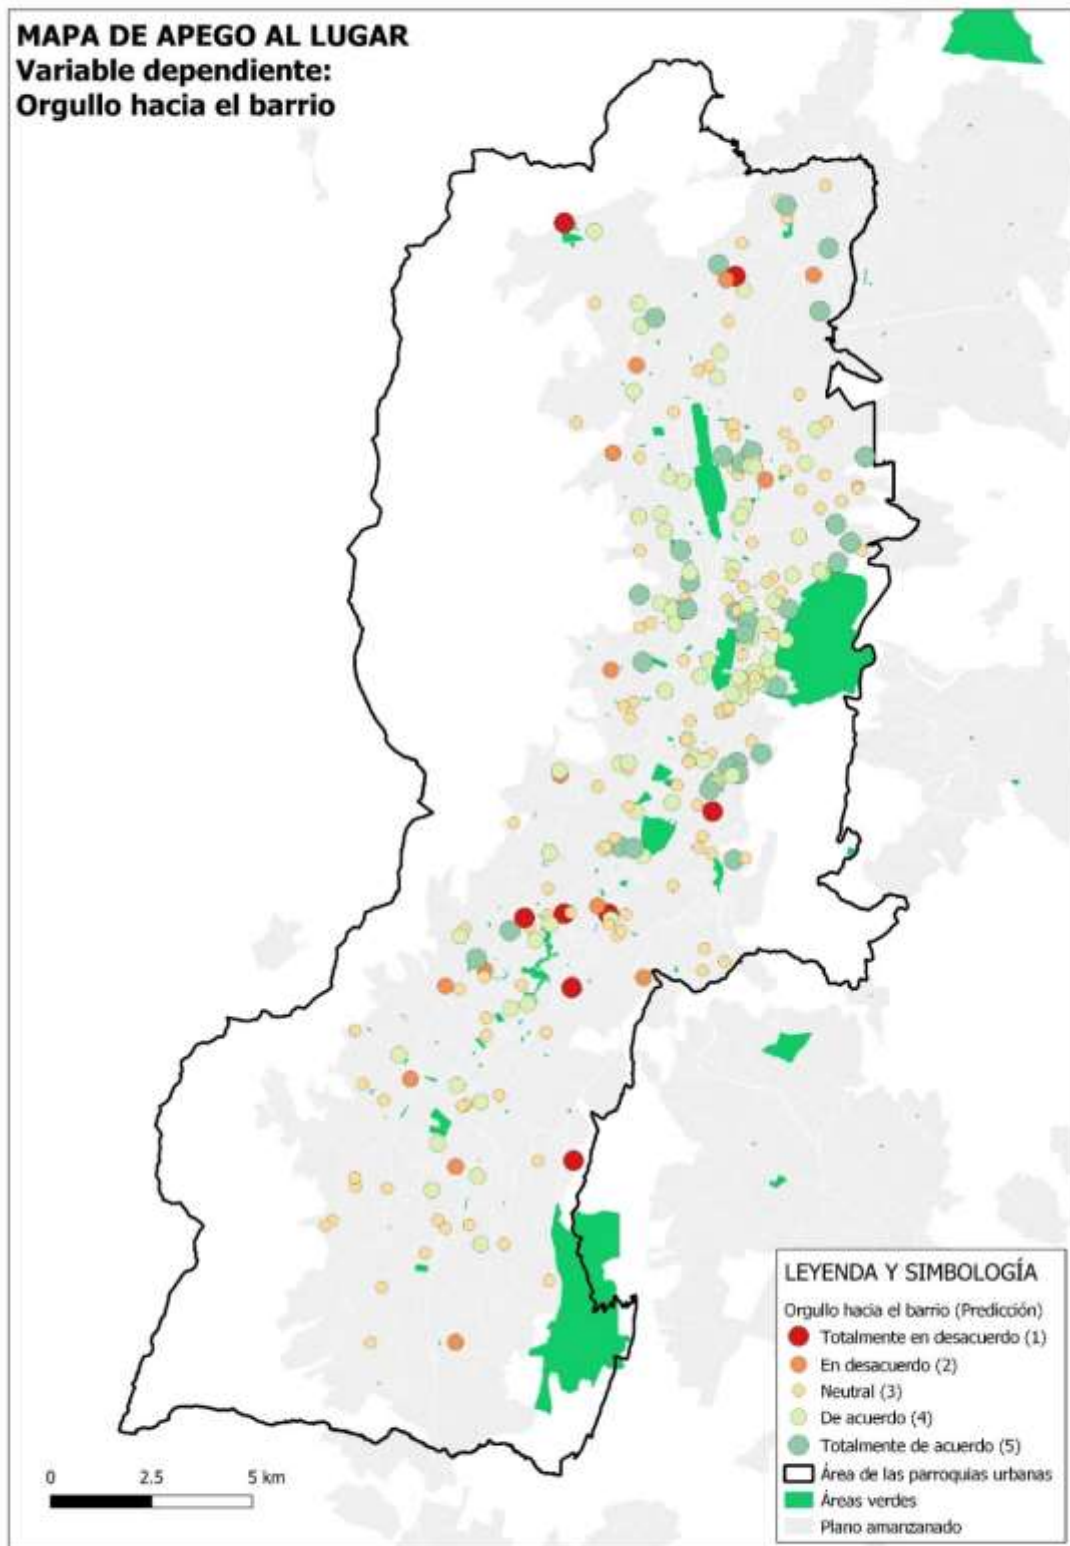 MAPA DE APEGO AL LUGAR
Variable dependiente:
Orgullo hacia el barrio
LEYENDA Y SIMBOLOGÍA
Orgullo hacia el barrio (Predicción)
Totalmente en desacuerdo (1)
En desacuerdo (2)
Neutral (3)
De acuerdo (4)
Totalmente de acuerdo (5)
Área de las parroquias urbanas
Áreas verdes
Plano amanzanado
0 2.5 5 km